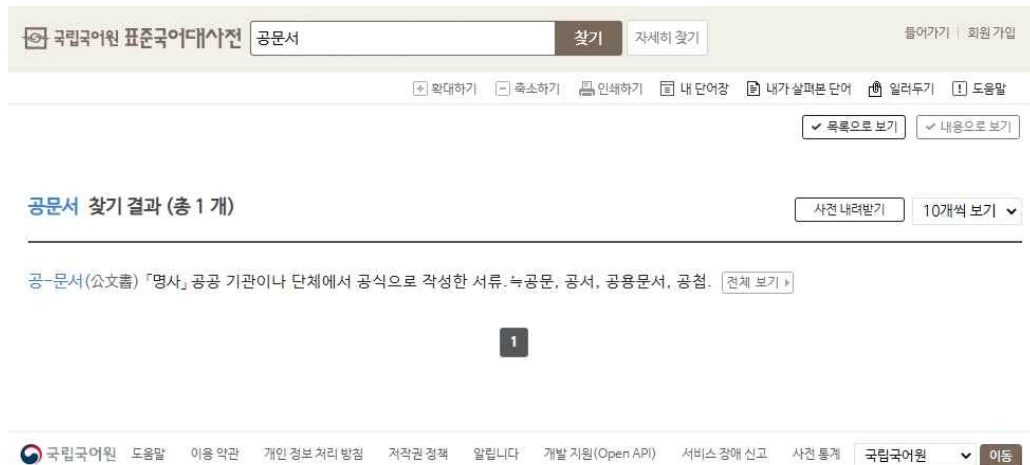 국립국어원 표준국어대사전 공문서 찾기 자세히 찾기 들어가기 | 회원 가입
확대하기 축소하기 인쇄하기 내 단어장 내가 살펴본 단어 일러두기 도움말
목록으로 보기 내용으로 보기
공문서 찾기 결과 (총 1 개) 사전 내려받기 10개씩 보기
공-문서(公文書) 「명사」 공공 기관이나 단체에서 공식으로 작성한 서류.≒공문, 공서, 공용문서, 공첩. 전체 보기
1
국립국어원 도움말 이용 약관 개인 정보 처리 방침 저작권 정책 알립니다 개발 지원(Open API) 서비스 장애 신고 사전 통계 국립국어원 이동